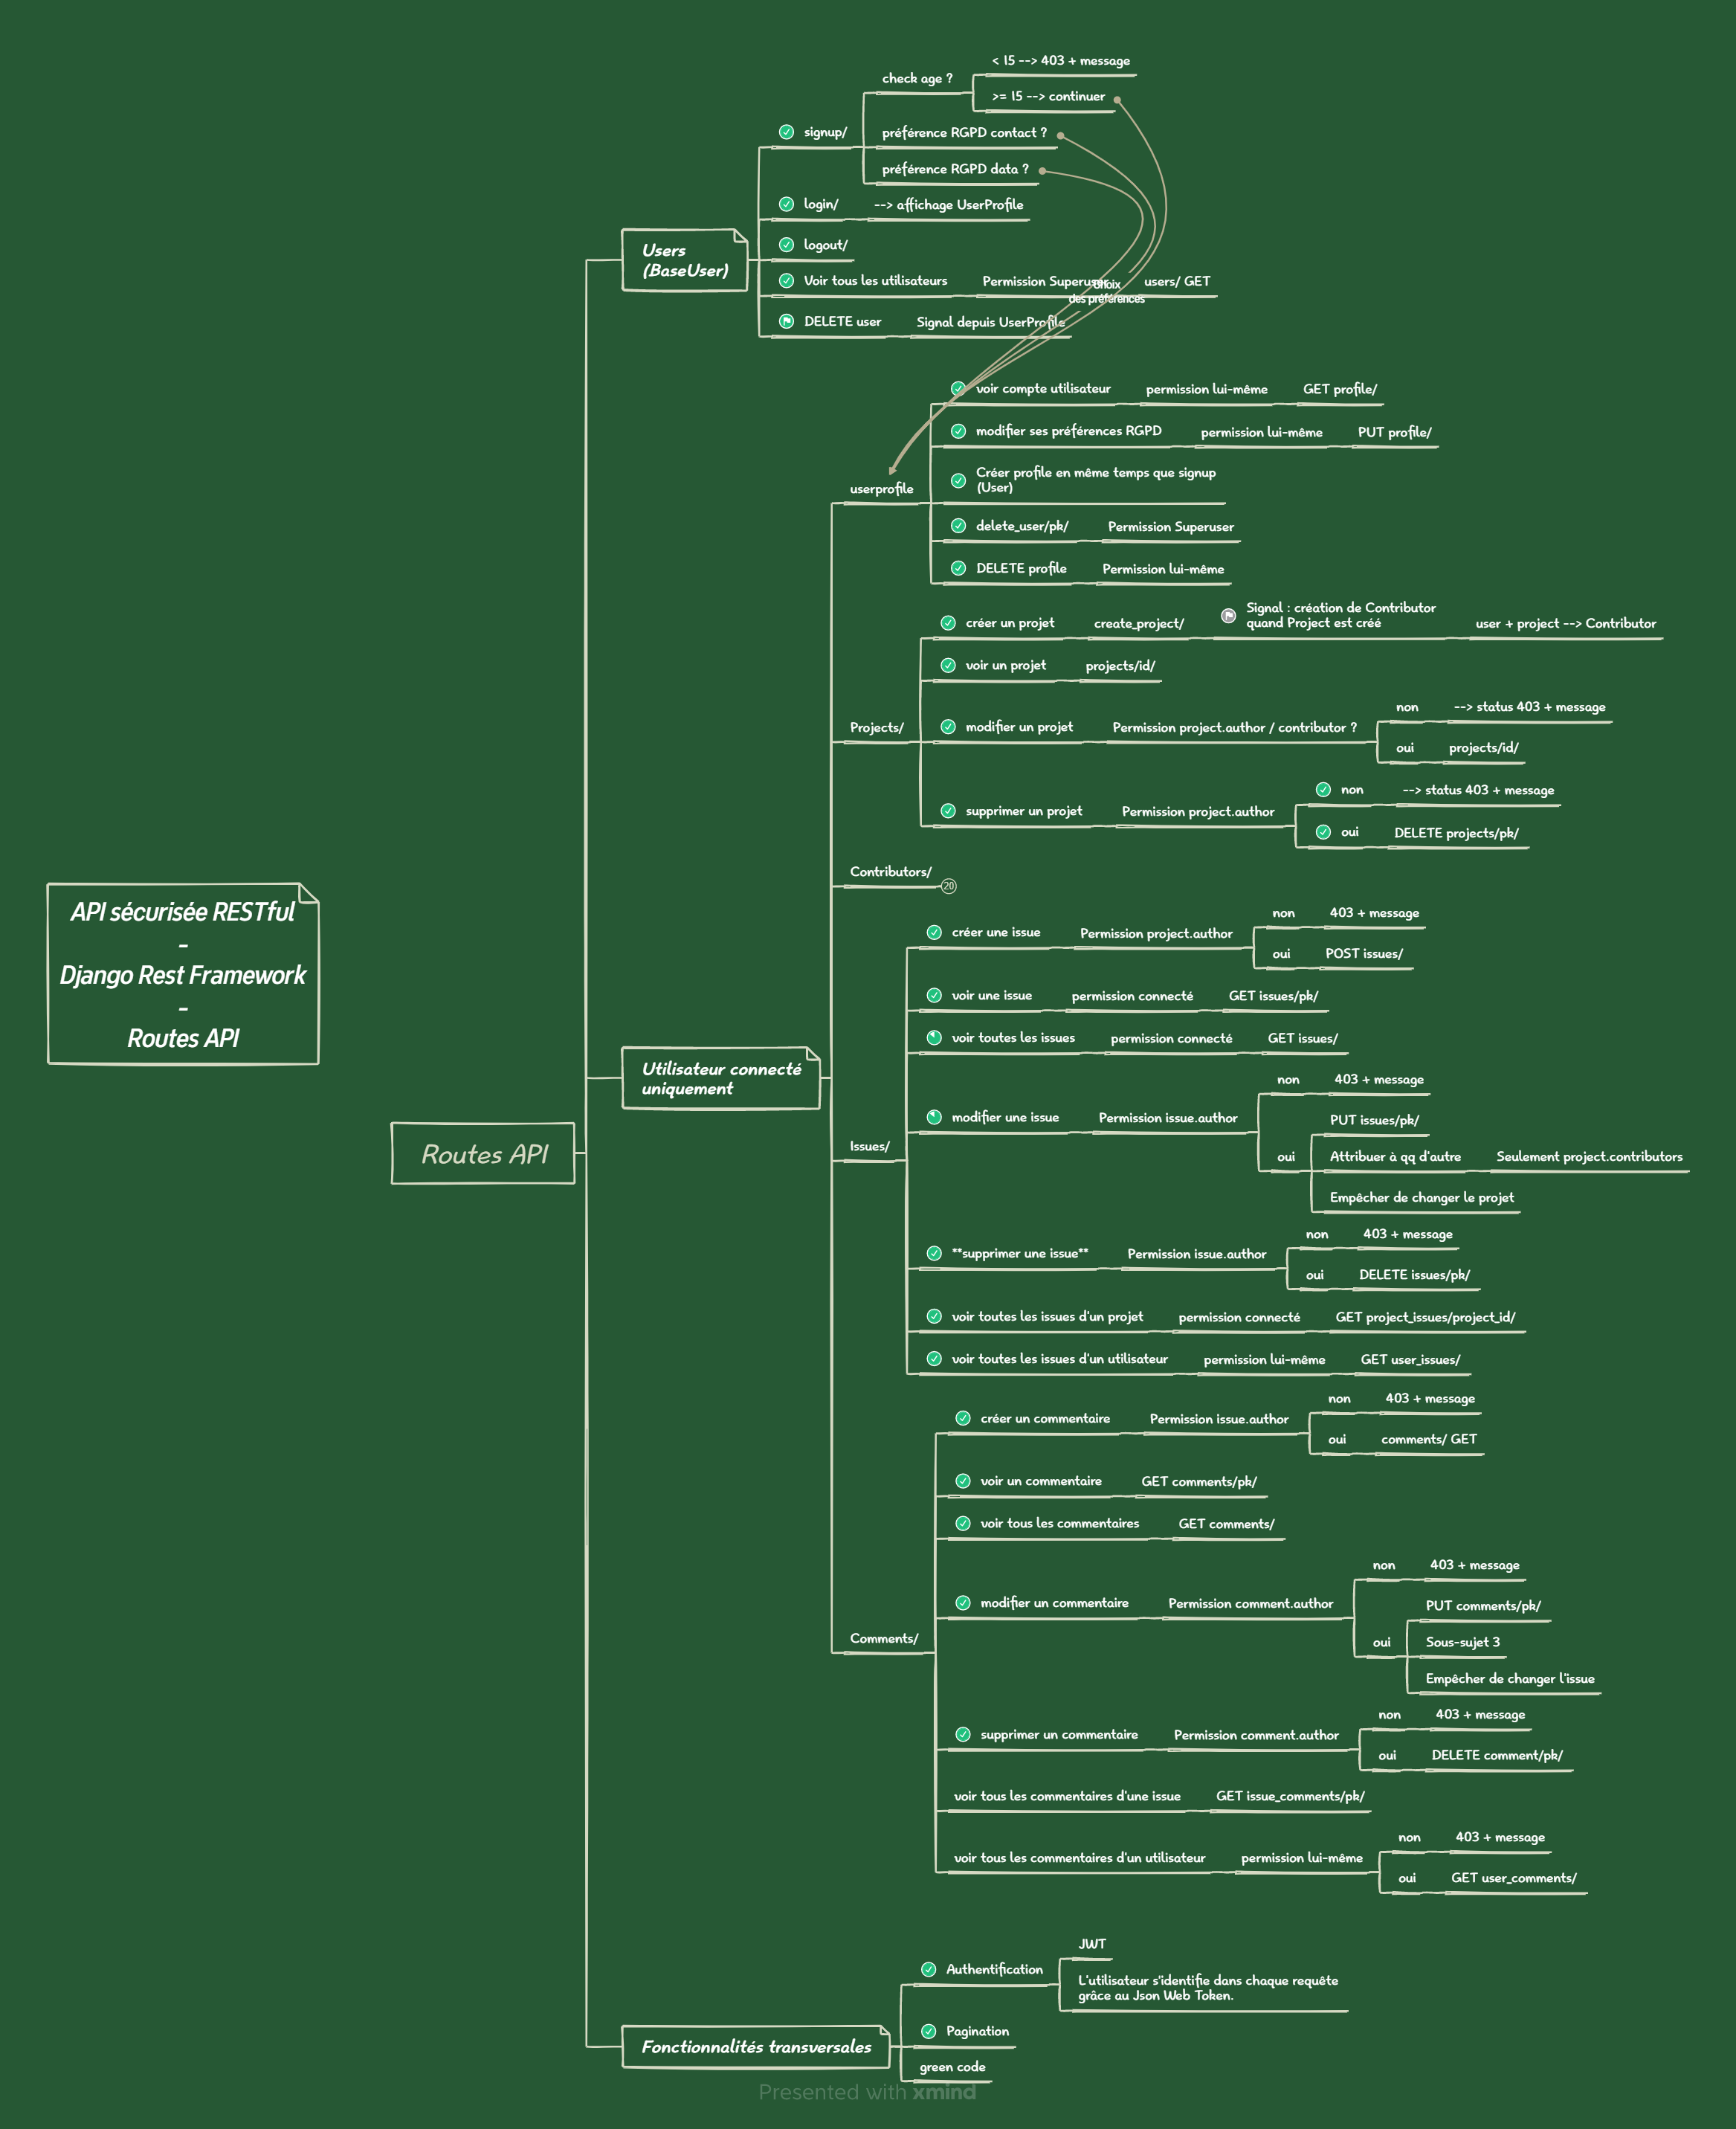 < 15 --> 403 + message
check age ?
>= 15 --> continuer
signup/
préférence RGPD contact ?
préférence RGPD data ?
login/
--> affichage UserProfile
Users
(BaseUser)
logout/
Voir tous les utilisateurs
Permission Superuser
users/ GET
choix
des préférences
DELETE user
Signal depuis UserProfile
voir compte utilisateur
permission lui-même
GET profile/
modifier ses préférences RGPD
permission lui-même
PUT profile/
Créer profile en même temps que signup
(User)
userprofile
delete_user/pk/
Permission Superuser
DELETE profile
Permission lui-même
créer un projet
create_project/
Signal : création de Contributor
quand Project est créé
user + project --> Contributor
voir un projet
projects/id/
Projects/
modifier un projet
Permission project.author / contributor ?
non
--> status 403 + message
oui
projects/id/
supprimer un projet
Permission project.author
non
--> status 403 + message
oui
DELETE projects/pk/
Contributors/
20
API sécurisée RESTful
-
Django Rest Framework
-
Routes API
créer une issue
Permission project.author
non
403 + message
oui
POST issues/
voir une issue
permission connecté
GET issues/pk/
voir toutes les issues
permission connecté
GET issues/
Utilisateur connecté
uniquement
Routes API
Issues/
modifier une issue
Permission issue.author
non
403 + message
oui
PUT issues/pk/
Attribuer à qq d'autre
Seulement project.contributors
Empêcher de changer le projet
**supprimer une issue**
Permission issue.author
non
403 + message
oui
DELETE issues/pk/
voir toutes les issues d'un projet
permission connecté
GET project_issues/project_id/
voir toutes les issues d'un utilisateur
permission lui-même
GET user_issues/
créer un commentaire
Permission issue.author
non
403 + message
oui
comments/ GET
voir un commentaire
GET comments/pk/
voir tous les commentaires
GET comments/
Comments/
modifier un commentaire
Permission comment.author
non
403 + message
oui
PUT comments/pk/
Sous-sujet 3
Empêcher de changer l'issue
supprimer un commentaire
Permission comment.author
non
403 + message
oui
DELETE comment/pk/
voir tous les commentaires d'une issue
GET issue_comments/pk/
voir tous les commentaires d'un utilisateur
permission lui-même
non
403 + message
oui
GET user_comments/
Authentification
JWT
L'utilisateur s'identifie dans chaque requête
grâce au Json Web Token.
Fonctionnalités transversales
Pagination
green code
Presented with xmind